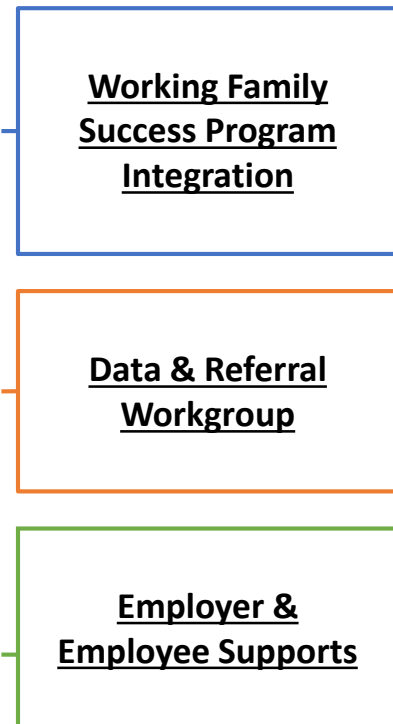 Working Family
Success Program
Integration
Data & Referral
Workgroup
Employer &
Employee Supports